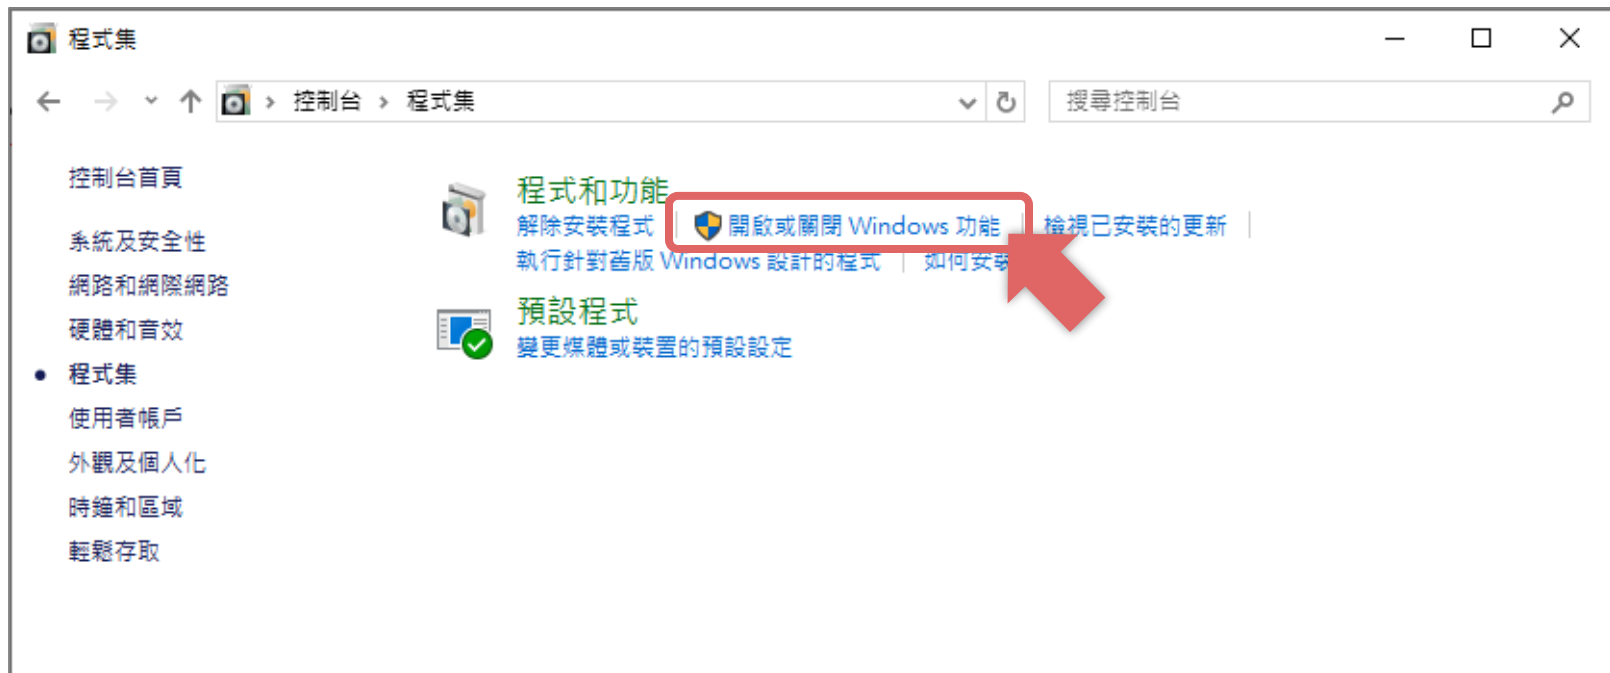 程式集
控制台 › 程式集
搜尋控制台
控制台首頁
系統及安全性
網路和網際網路
硬體和音效
程式集
使用者帳戶
外觀及個人化
時鐘和區域
輕鬆存取
程式和功能
解除安裝程式 | 開啟或關閉 Windows 功能 | 檢視已安裝的更新 |
執行針對舊版 Windows 設計的程式 | 如何安裝
預設程式
變更媒體或裝置的預設設定